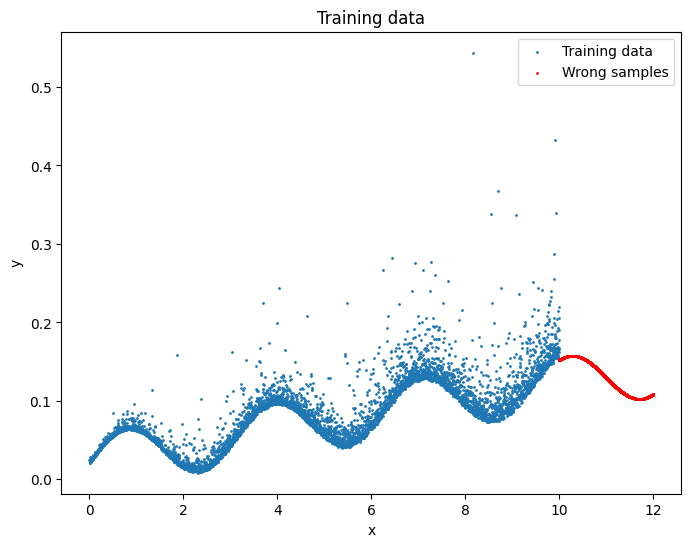 Training data
Training data
Wrong samples
0.5
0.4
0.3
0.2
0.1
0.0
y
0 2 4 6 8 10 12
x